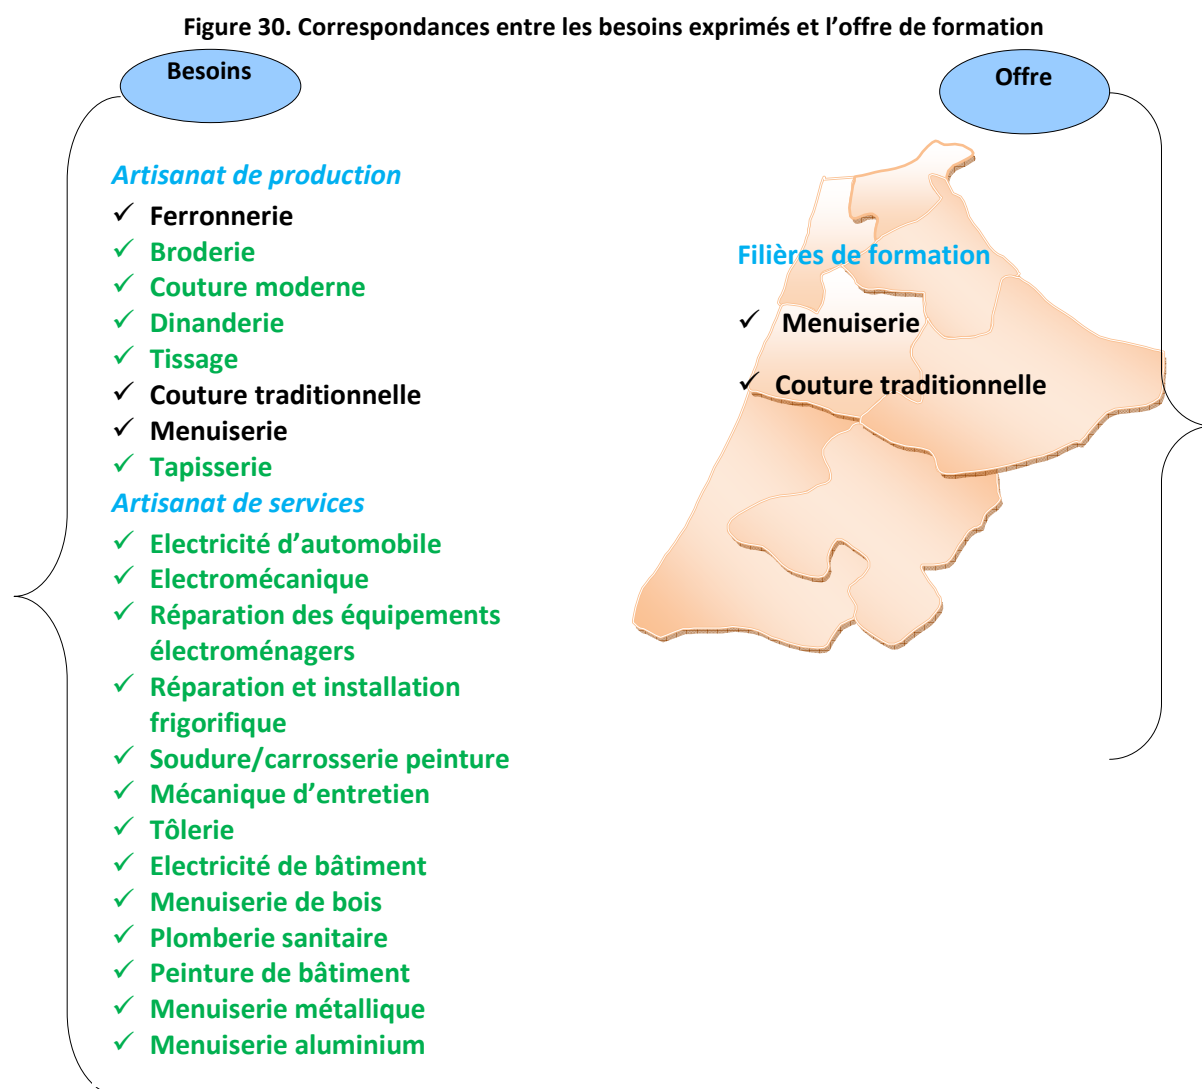 Figure 30. Correspondances entre les besoins exprimés et l’offre de formation
Besoins
Artisanat de production
✓ Ferronnerie
✓ Broderie
✓ Couture moderne
✓ Dinanderie
✓ Tissage
✓ Couture traditionnelle
✓ Menuiserie
✓ Tapisserie
Artisanat de services
✓ Electricité d’automobile
✓ Electromécanique
✓ Réparation des équipements
électroménagers
✓ Réparation et installation
frigorifique
✓ Soudure/carrosserie peinture
✓ Mécanique d’entretien
✓ Tôlerie
✓ Electricité de bâtiment
✓ Menuiserie de bois
✓ Plomberie sanitaire
✓ Peinture de bâtiment
✓ Menuiserie métallique
✓ Menuiserie aluminium
Offre
Filières de formation
✓ Menuiserie
✓ Couture traditionnelle